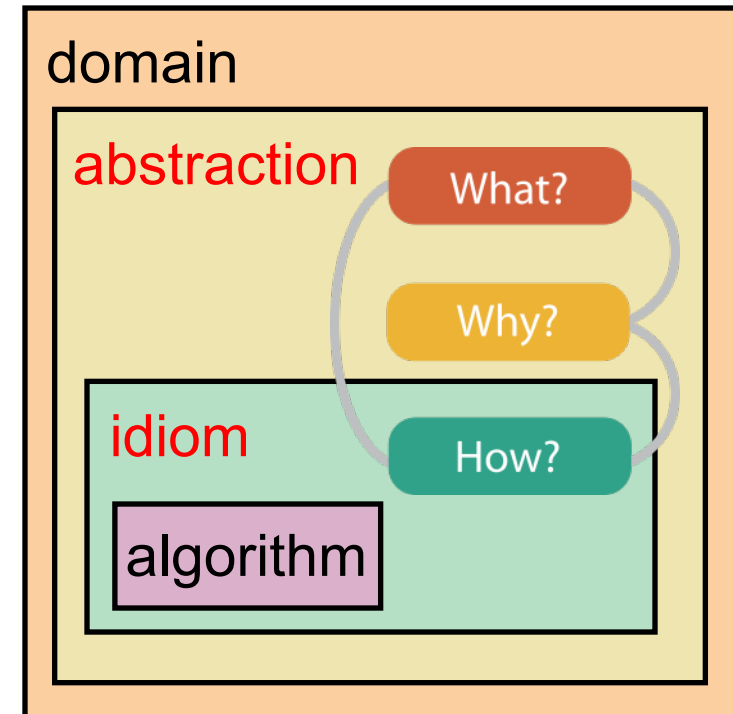 domain
abstraction
What?
Why?
idiom
How?
algorithm